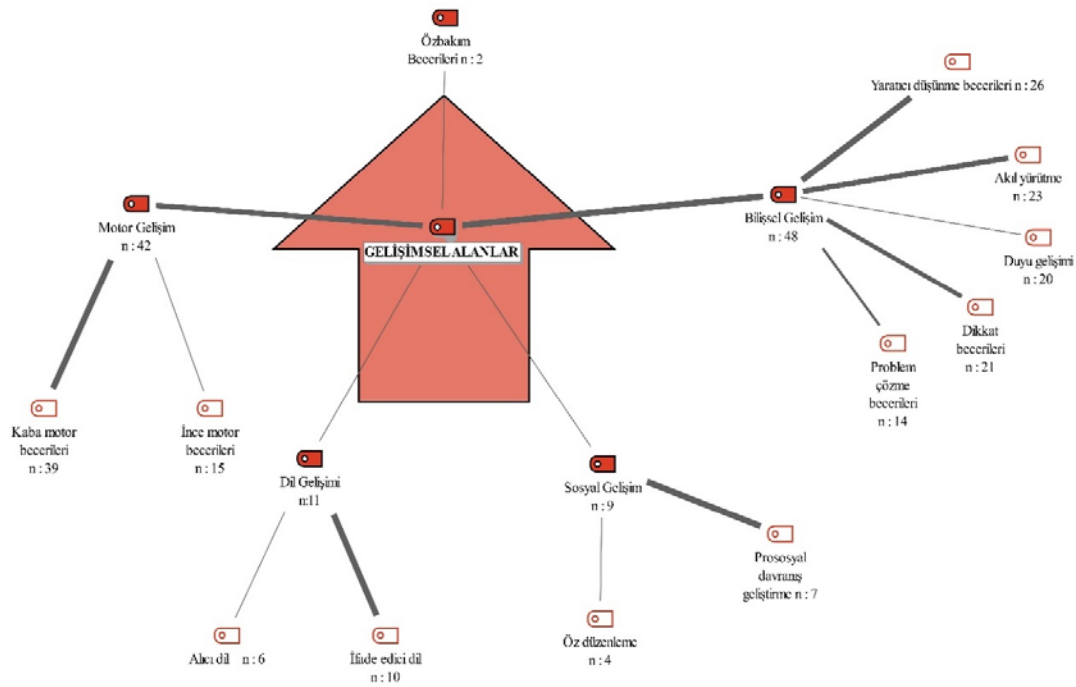 Özbakım
Becerileri n : 2
Yaratıcı düşünme becerileri n : 26
Akıl yürütme
n : 23
Motor Gelişim
n : 42
Bilişsel Gelişim
n : 48
GELİŞİMSEL ALANLAR
Duyu gelişimi
n : 20
Dikkat
becerileri
n : 21
Problem
çözme
becerileri
n : 14
Kaba motor
becerileri
n : 39
İnce motor
becerileri
n : 15
Dil Gelişimi
n:11
Sosyal Gelişim
n : 9
Prososyal
davranış
geliştirme n : 7
Alıcı dil n : 6
İfade edici dil
n : 10
Öz düzenleme
n : 4